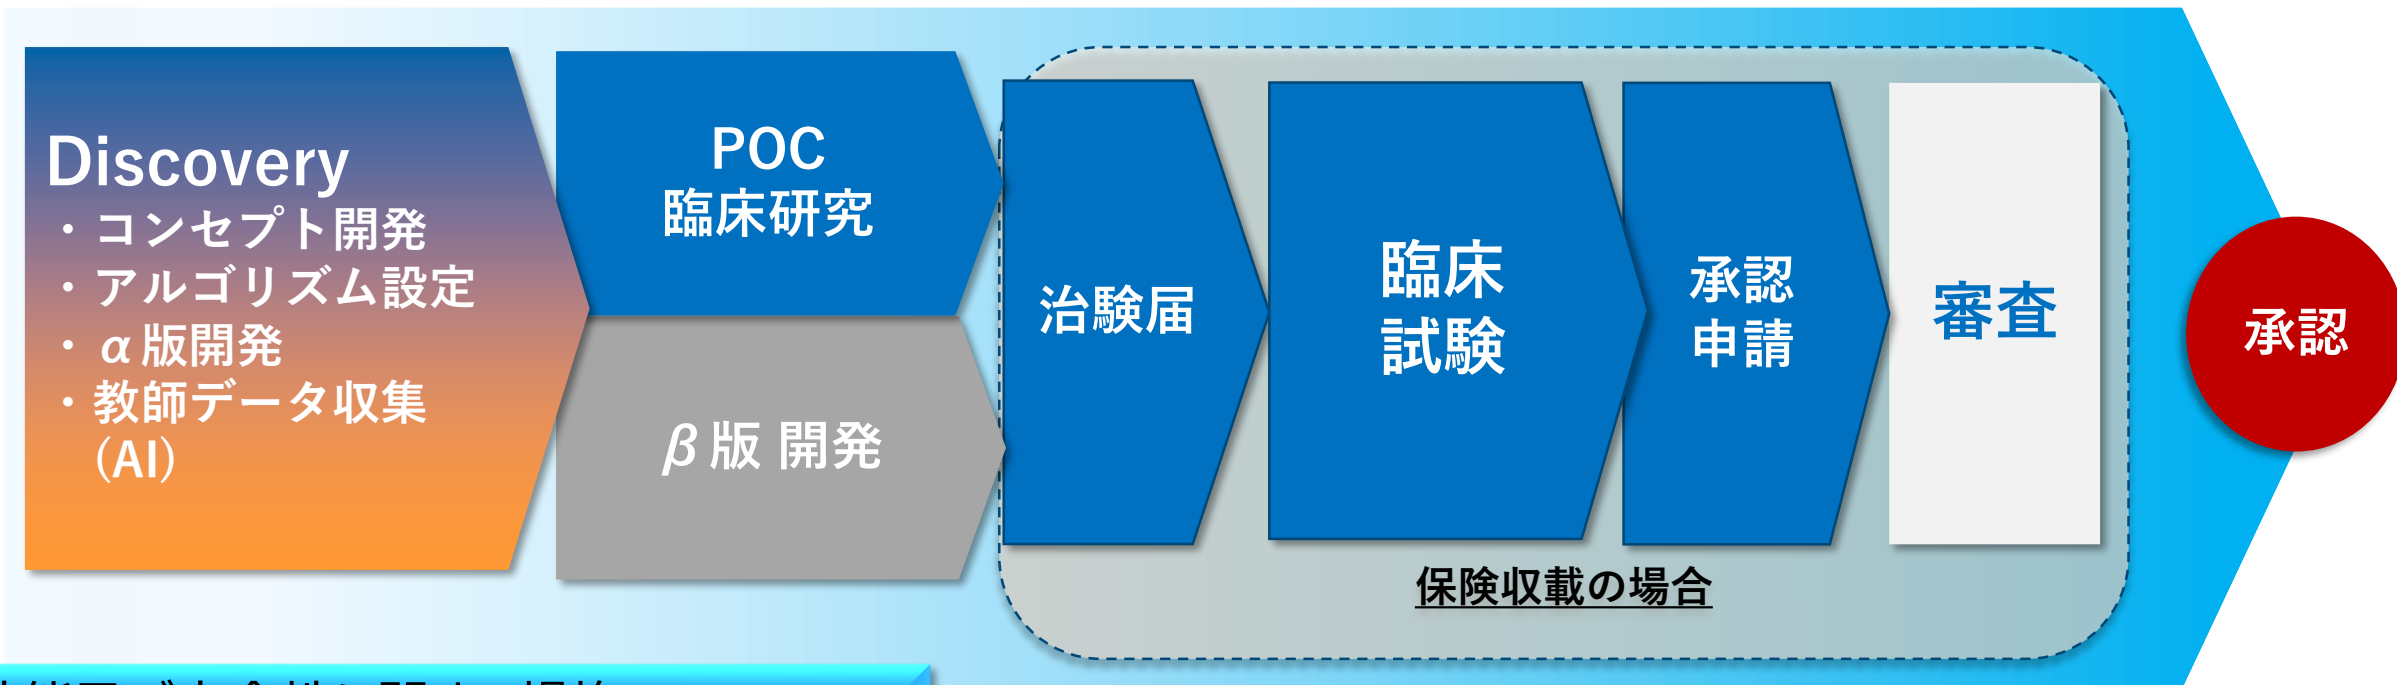 Discovery
・コンセプト開発
・アルゴリズム設定
・α版開発
・教師データ収集
(AI)
POC
臨床研究
β版 開発
治験届
臨床
試験
承認
申請
審査
承認
保険収載の場合